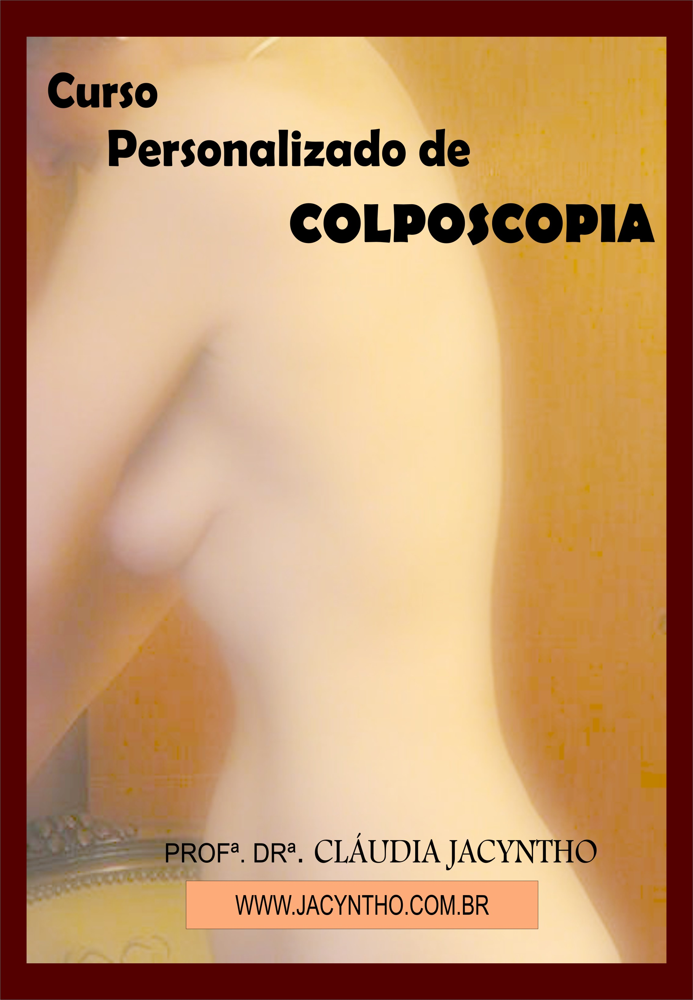 Curso
Personalizado de
COLPOSCOPIA
PROFª. DRª. CLÁUDIA JACYNTHO
WWW.JACYNTHO.COM.BR